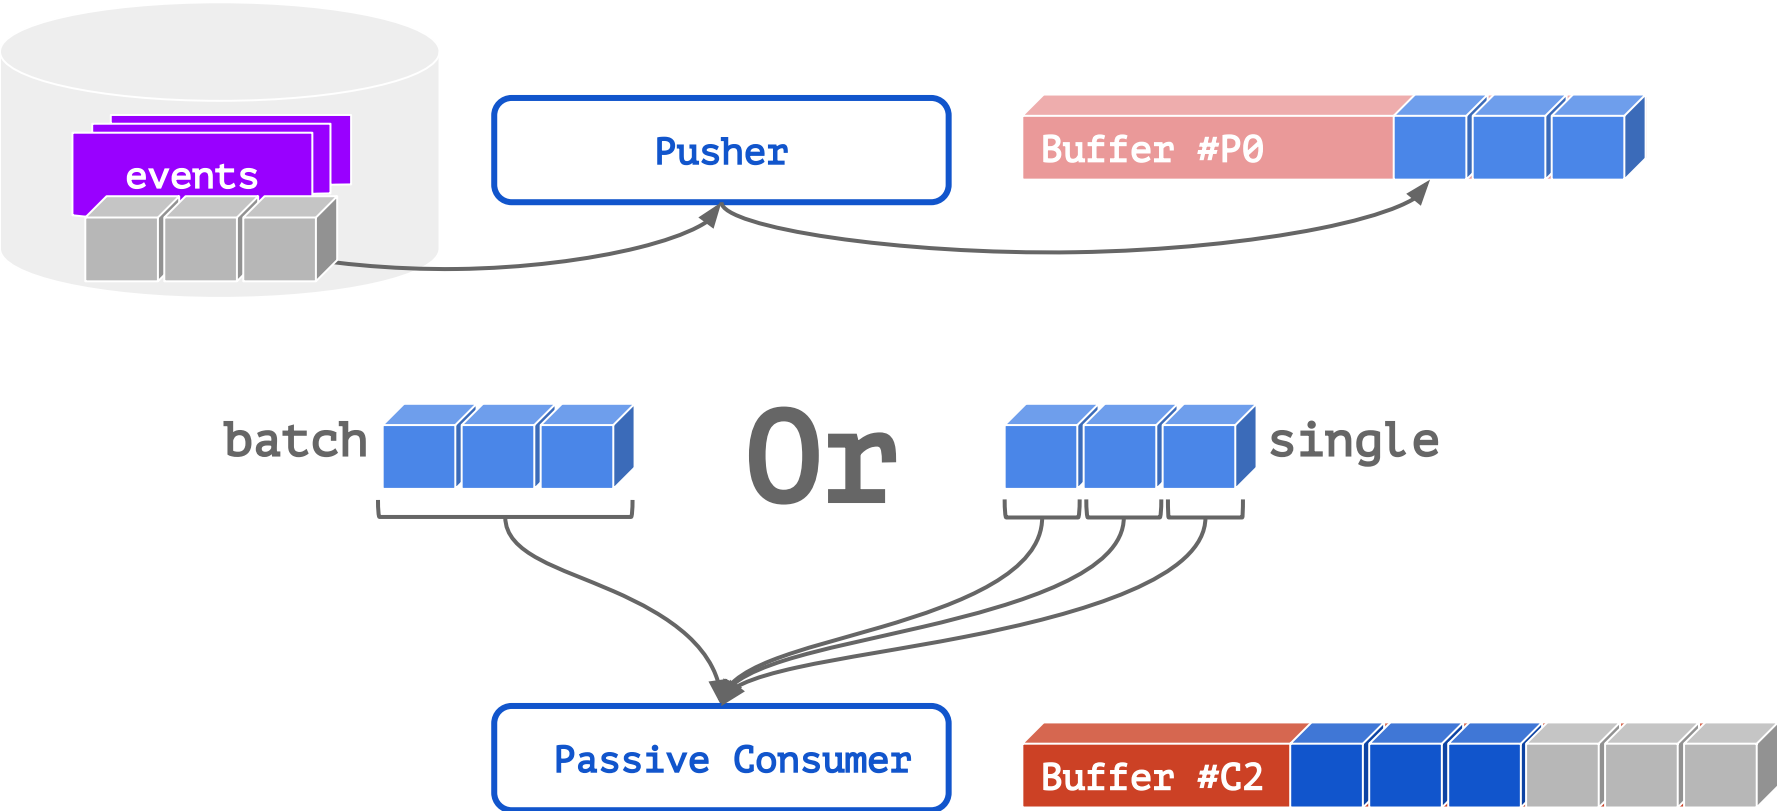 events
Pusher
Buffer #P0
batch
Or
single
Passive Consumer
Buffer #C2